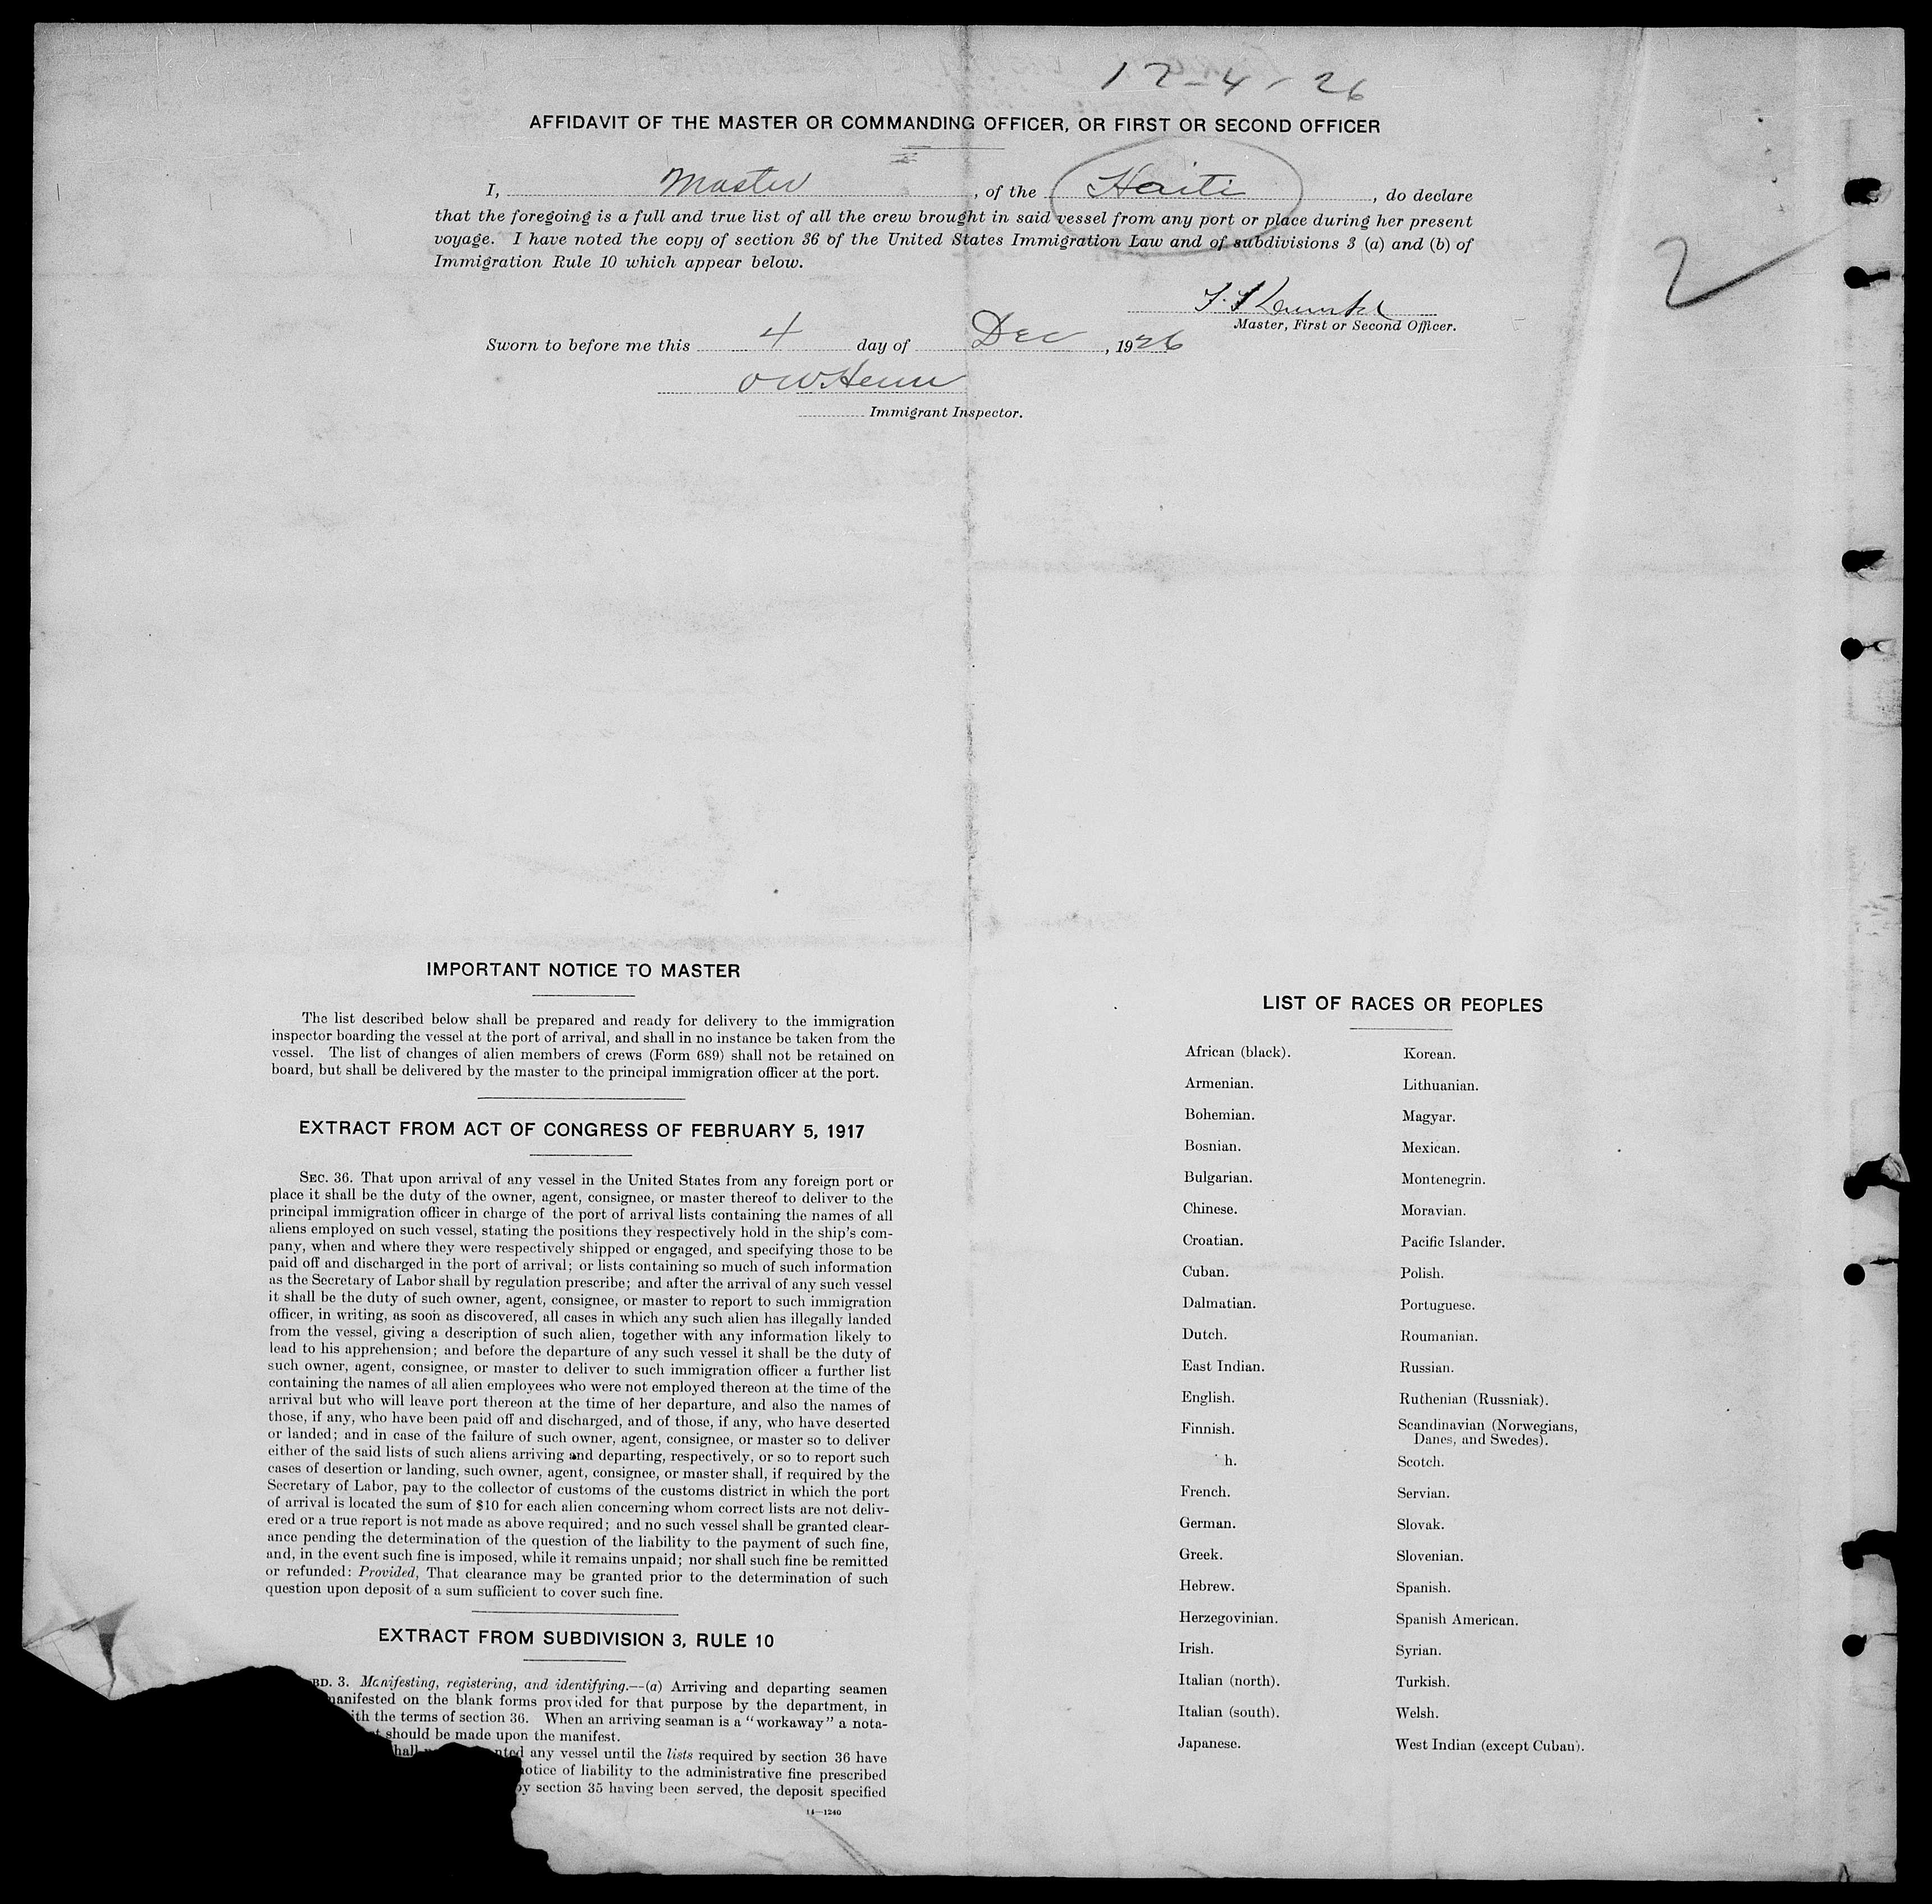 12-4-26
AFFIDAVIT OF THE MASTER OR COMMANDING OFFICER, OR FIRST OR SECOND OFFICER
I, Master, of the Haiti, do declare
that the foregoing is a full and true list of all the crew brought in said vessel from any port or place during her present
voyage. I have noted the copy of section 36 of the United States Immigration Law and of subdivisions 3 (a) and (b) of
Immigration Rule 10 which appear below.
2
Master, First or Second Officer.
Sworn to before me this 4 day of Dec, 1926
Immigrant Inspector.
IMPORTANT NOTICE TO MASTER
The list described below shall be prepared and ready for delivery to the immigration
inspector boarding the vessel at the port of arrival, and shall in no instance be taken from the
vessel. The list of changes of alien members of crews (Form 689) shall not be retained on
board, but shall be delivered by the master to the principal immigration officer at the port.
EXTRACT FROM ACT OF CONGRESS OF FEBRUARY 5, 1917
SEC. 36. That upon arrival of any vessel in the United States from any foreign port or
place it shall be the duty of the owner, agent, consignee, or master thereof to deliver to the
principal immigration officer in charge of the port of arrival lists containing the names of all
aliens employed on such vessel, stating the positions they respectively hold in the ship's com-
pany, when and where they were respectively shipped or engaged, and specifying those to be
paid off and discharged in the port of arrival; or lists containing so much of such information
as the Secretary of Labor shall by regulation prescribe; and after the arrival of any such vessel
it shall be the duty of such owner, agent, consignee, or master to report to such immigration
officer, in writing, as soon as discovered, all cases in which any such alien has illegally landed
from the vessel, giving a description of such alien, together with any information likely to
lead to his apprehension; and before the departure of any such vessel it shall be the duty of
such owner, agent, consignee, or master to deliver to such immigration officer a further list
containing the names of all alien employees who were not employed thereon at the time of the
arrival but who will leave port thereon at the time of her departure, and also the names of
those, if any, who have been paid off and discharged, and of those, if any, who have deserted
or landed; and in case of the failure of such owner, agent, consignee, or master so to deliver
either of the said lists of such aliens arriving and departing, respectively, or so to report such
cases of desertion or landing, such owner, agent, consignee, or master shall, if required by the
Secretary of Labor, pay to the collector of customs of the customs district in which the port
of arrival is located the sum of $10 for each alien concerning whom correct lists are not deliv-
ered or a true report is not made as above required; and no such vessel shall be granted clear-
ance pending the determination of the question of the liability to the payment of such fine,
and, in the event such fine is imposed, while it remains unpaid; nor shall such fine be remitted
or refunded: Provided, That clearance may be granted prior to the determination of such
question upon deposit of a sum sufficient to cover such fine.
EXTRACT FROM SUBDIVISION 3, RULE 10
BD. 3. Manifesting, registering, and identifying.—(a) Arriving and departing seamen
anifested on the blank forms provided for that purpose by the department, in
ith the terms of section 36. When an arriving seaman is a "workaway" a nota-
should be made upon the manifest.
any vessel until the lists required by section 36 have
otice of liability to the administrative fine prescribed
by section 35 having been served, the deposit specified
14—1240
LIST OF RACES OR PEOPLES
African (black).
Armenian.
Bohemian.
Bosnian.
Bulgarian.
Chinese.
Croatian.
Cuban.
Dalmatian.
Dutch.
East Indian.
English.
Finnish.
h.
French.
German.
Greek.
Hebrew.
Herzegovinian.
Irish.
Italian (north).
Italian (south).
Japanese.
Korean.
Lithuanian.
Magyar.
Mexican.
Montenegrin.
Moravian.
Pacific Islander.
Polish.
Portuguese.
Roumanian.
Russian.
Ruthenian (Russniak).
Scandinavian (Norwegians,
Danes, and Swedes).
Scotch.
Servian.
Slovak.
Slovenian.
Spanish.
Spanish American.
Syrian.
Turkish.
Welsh.
West Indian (except Cuban).